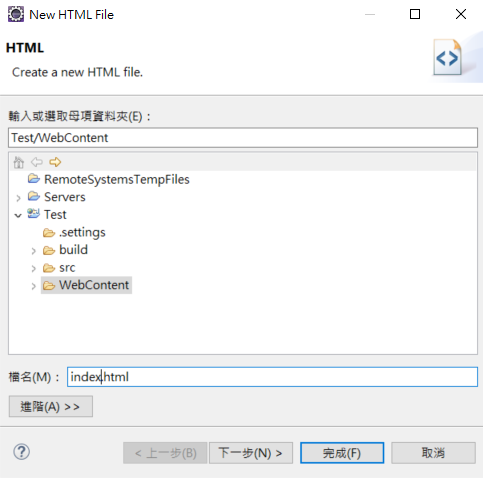 New HTML File
HTML
Create a new HTML file.
輸入或選取母項資料夾(E)：
Test/WebContent
RemoteSystemsTempFiles
Servers
Test
.settings
build
src
WebContent
檔名(M)： index.html
進階(A) >>
< 上一步(B) 下一步(N) > 完成(F) 取消